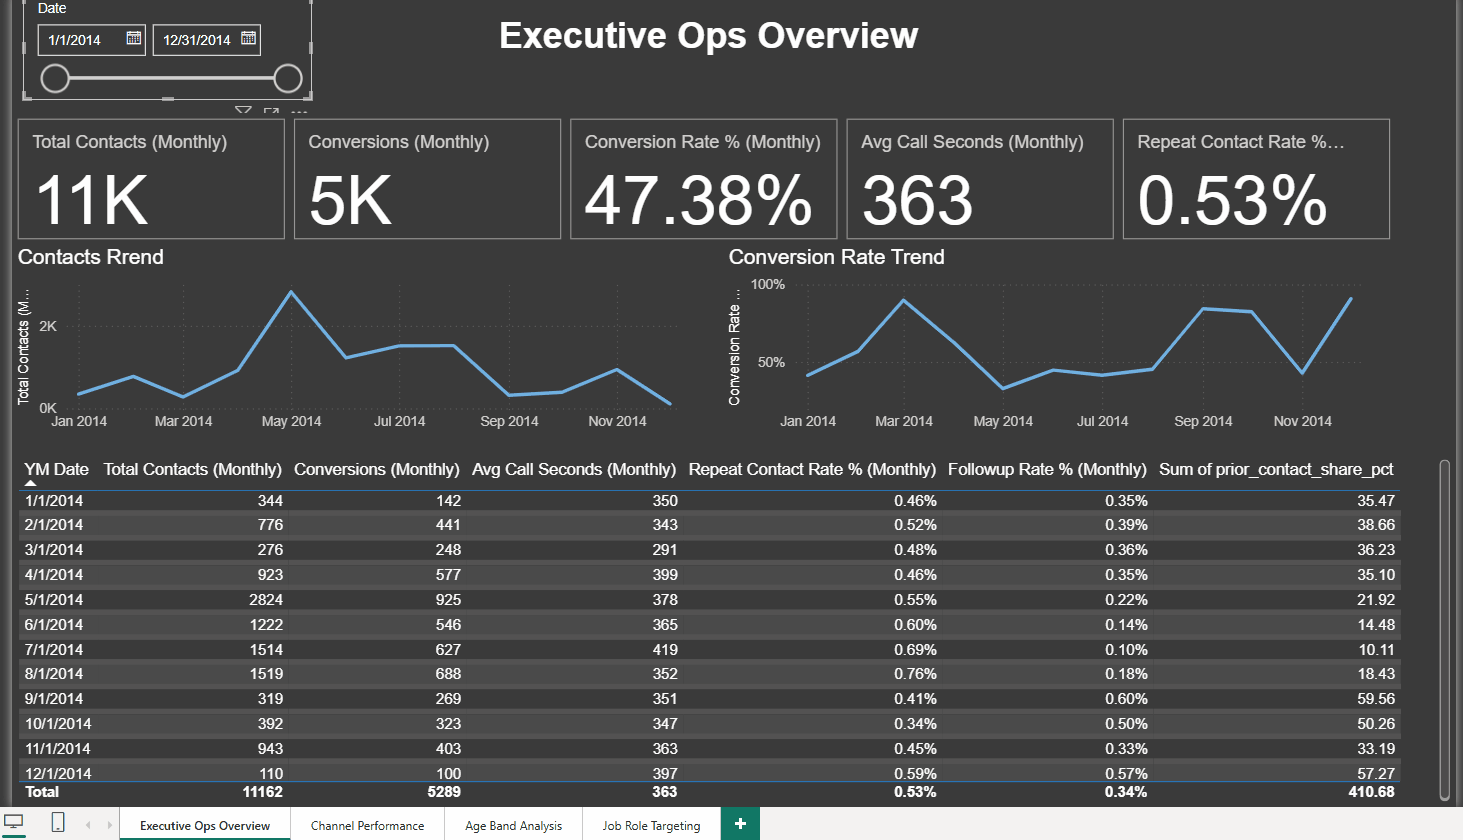 Date
1/1/2014
12/31/2014
Executive Ops Overview
Total Contacts (Monthly)
11K
Conversions (Monthly)
5K
Conversion Rate % (Monthly)
47.38%
Avg Call Seconds (Monthly)
363
Repeat Contact Rate %...
0.53%
Contacts Rrend
Total Contacts (M...
2K
0K
Jan 2014 Mar 2014 May 2014 Jul 2014 Sep 2014 Nov 2014
Conversion Rate Trend
Conversion Rate ...
100%
50%
Jan 2014 Mar 2014 May 2014 Jul 2014 Sep 2014 Nov 2014
YM Date Total Contacts (Monthly) Conversions (Monthly) Avg Call Seconds (Monthly) Repeat Contact Rate % (Monthly) Followup Rate % (Monthly) Sum of prior_contact_share_pct
1/1/2014 344 142 350 0.46% 0.35% 35.47
2/1/2014 776 441 343 0.52% 0.39% 38.66
3/1/2014 276 248 291 0.48% 0.36% 36.23
4/1/2014 923 577 399 0.46% 0.35% 35.10
5/1/2014 2824 925 378 0.55% 0.22% 21.92
6/1/2014 1222 546 365 0.60% 0.14% 14.48
7/1/2014 1514 627 419 0.69% 0.10% 10.11
8/1/2014 1519 688 352 0.76% 0.18% 18.43
9/1/2014 319 269 351 0.41% 0.60% 59.56
10/1/2014 392 323 347 0.34% 0.50% 50.26
11/1/2014 943 403 363 0.45% 0.33% 33.19
12/1/2014 110 100 397 0.59% 0.57% 57.27
Total 11162 5289 363 0.53% 0.34% 410.68
Executive Ops Overview Channel Performance Age Band Analysis Job Role Targeting +